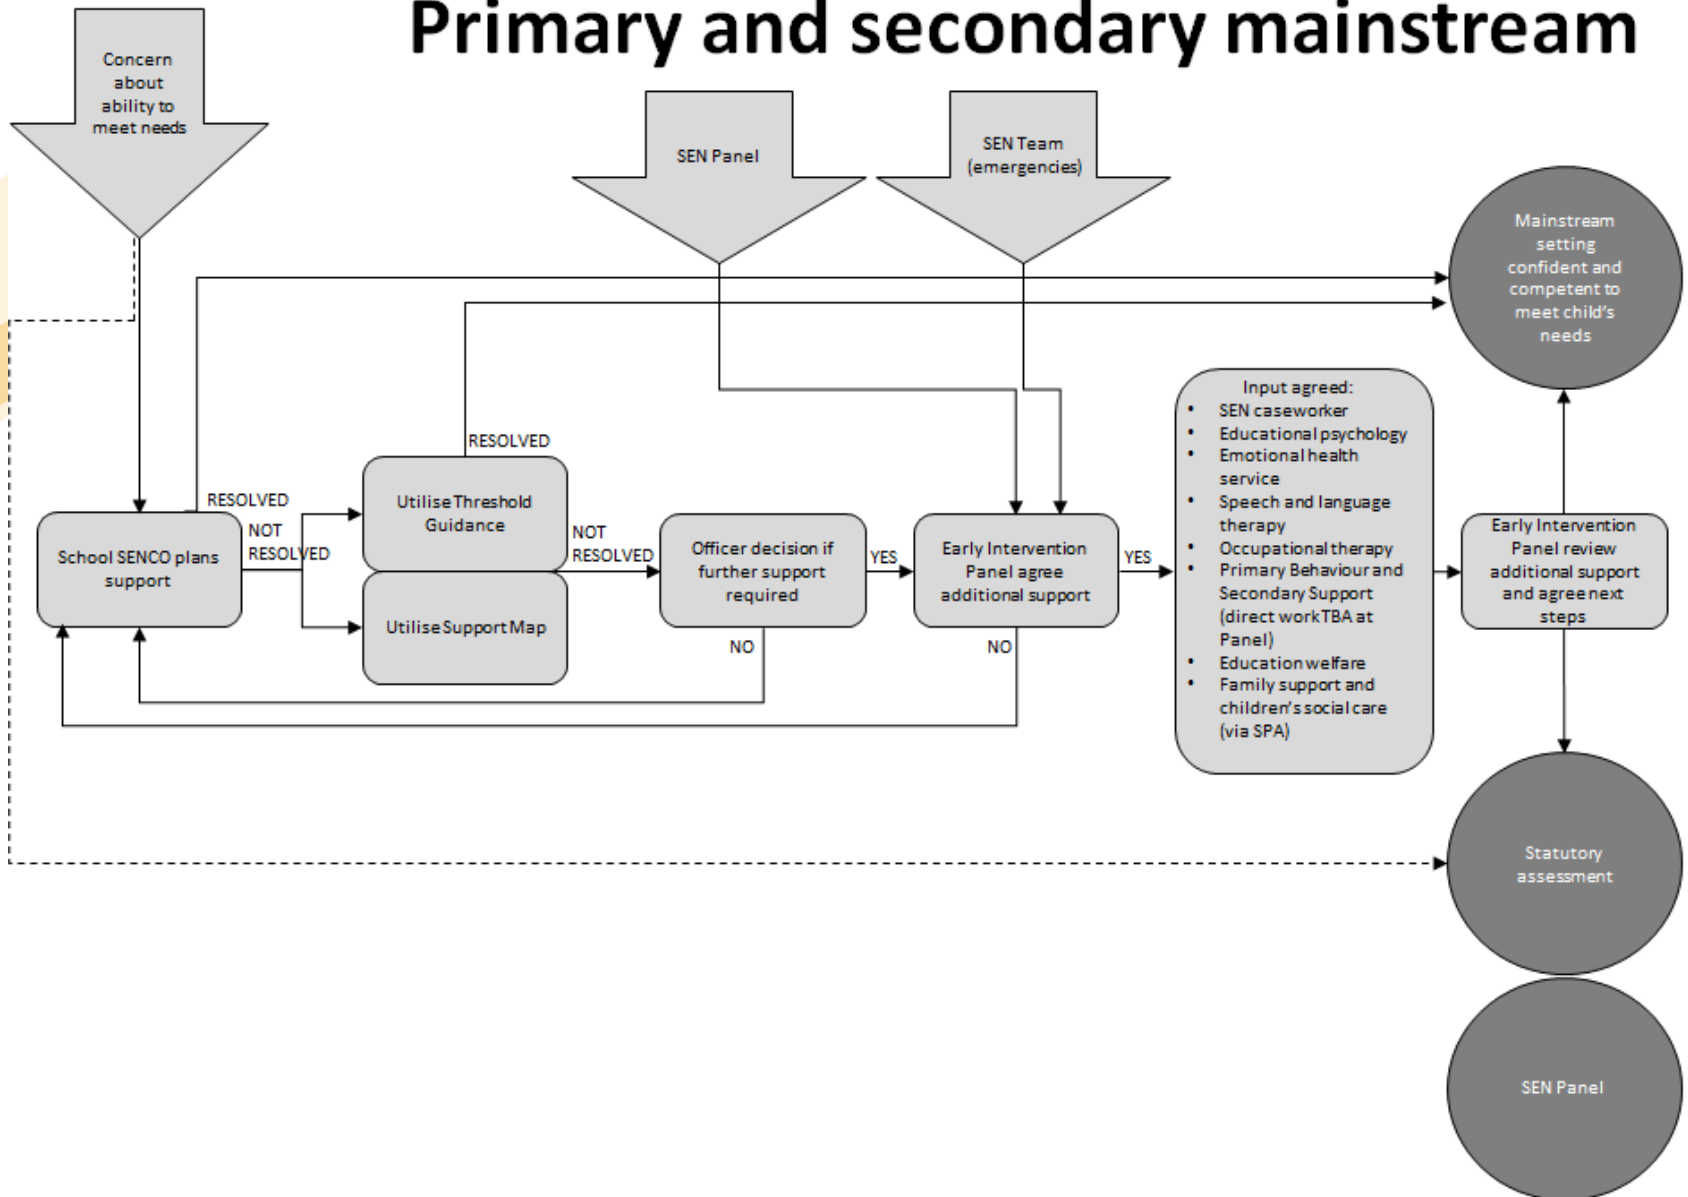 Primary and secondary mainstream
Concern
about
ability to
meet needs
SEN Panel
SEN Team
(emergencies)
Mainstream
setting
confident and
competent to
meet child's
needs
RESOLVED
RESOLVED
NOT
RESOLVED
School SENCO plans
support
Utilise Threshold
Guidance
Utilise Support Map
NOT
RESOLVED
Officer decision if
further support
required
YES
NO
Early Intervention
Panel agree
additional support
YES
NO
Input agreed:
• SEN caseworker
• Educational psychology
• Emotional health
service
• Speech and language
therapy
• Occupational therapy
• Primary Behaviour and
Secondary Support
(direct work TBA at
Panel)
• Education welfare
• Family support and
children's social care
(via SPA)
Early Intervention
Panel review
additional support
and agree next
steps
Statutory
assessment
SEN Panel